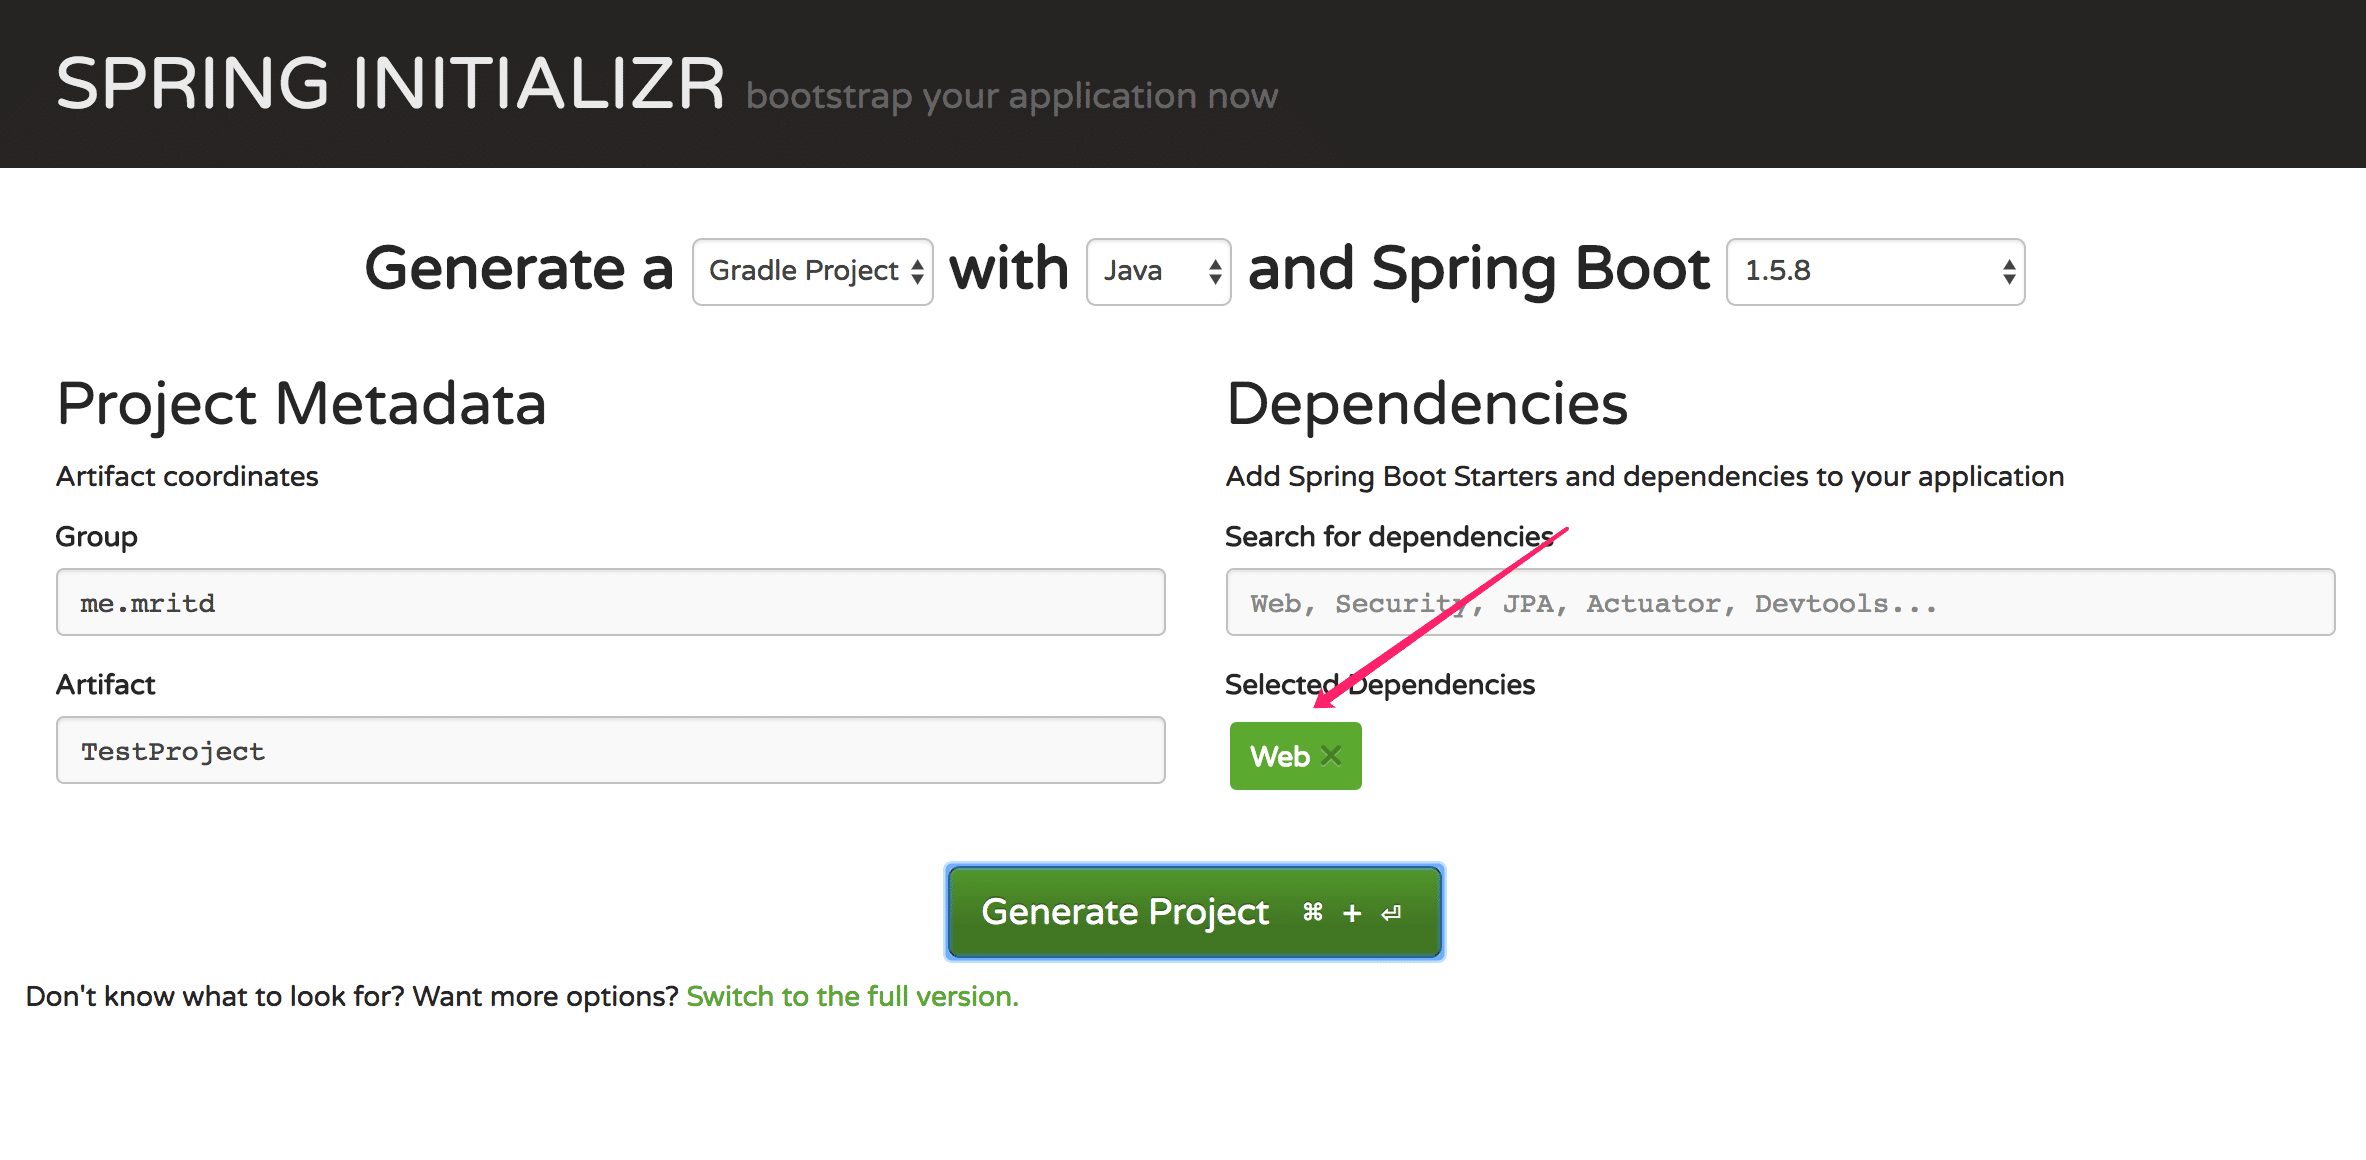 SPRING INITIALIZR bootstrap your application now
Generate a Gradle Project with Java and Spring Boot 1.5.8
Project Metadata
Artifact coordinates
Group
me.mritd
Artifact
TestProject
Dependencies
Add Spring Boot Starters and dependencies to your application
Search for dependencies
Web, Security, JPA, Actuator, Devtools...
Selected Dependencies
Web ×
Generate Project ⌘ + ⏎
Don't know what to look for? Want more options? Switch to the full version.